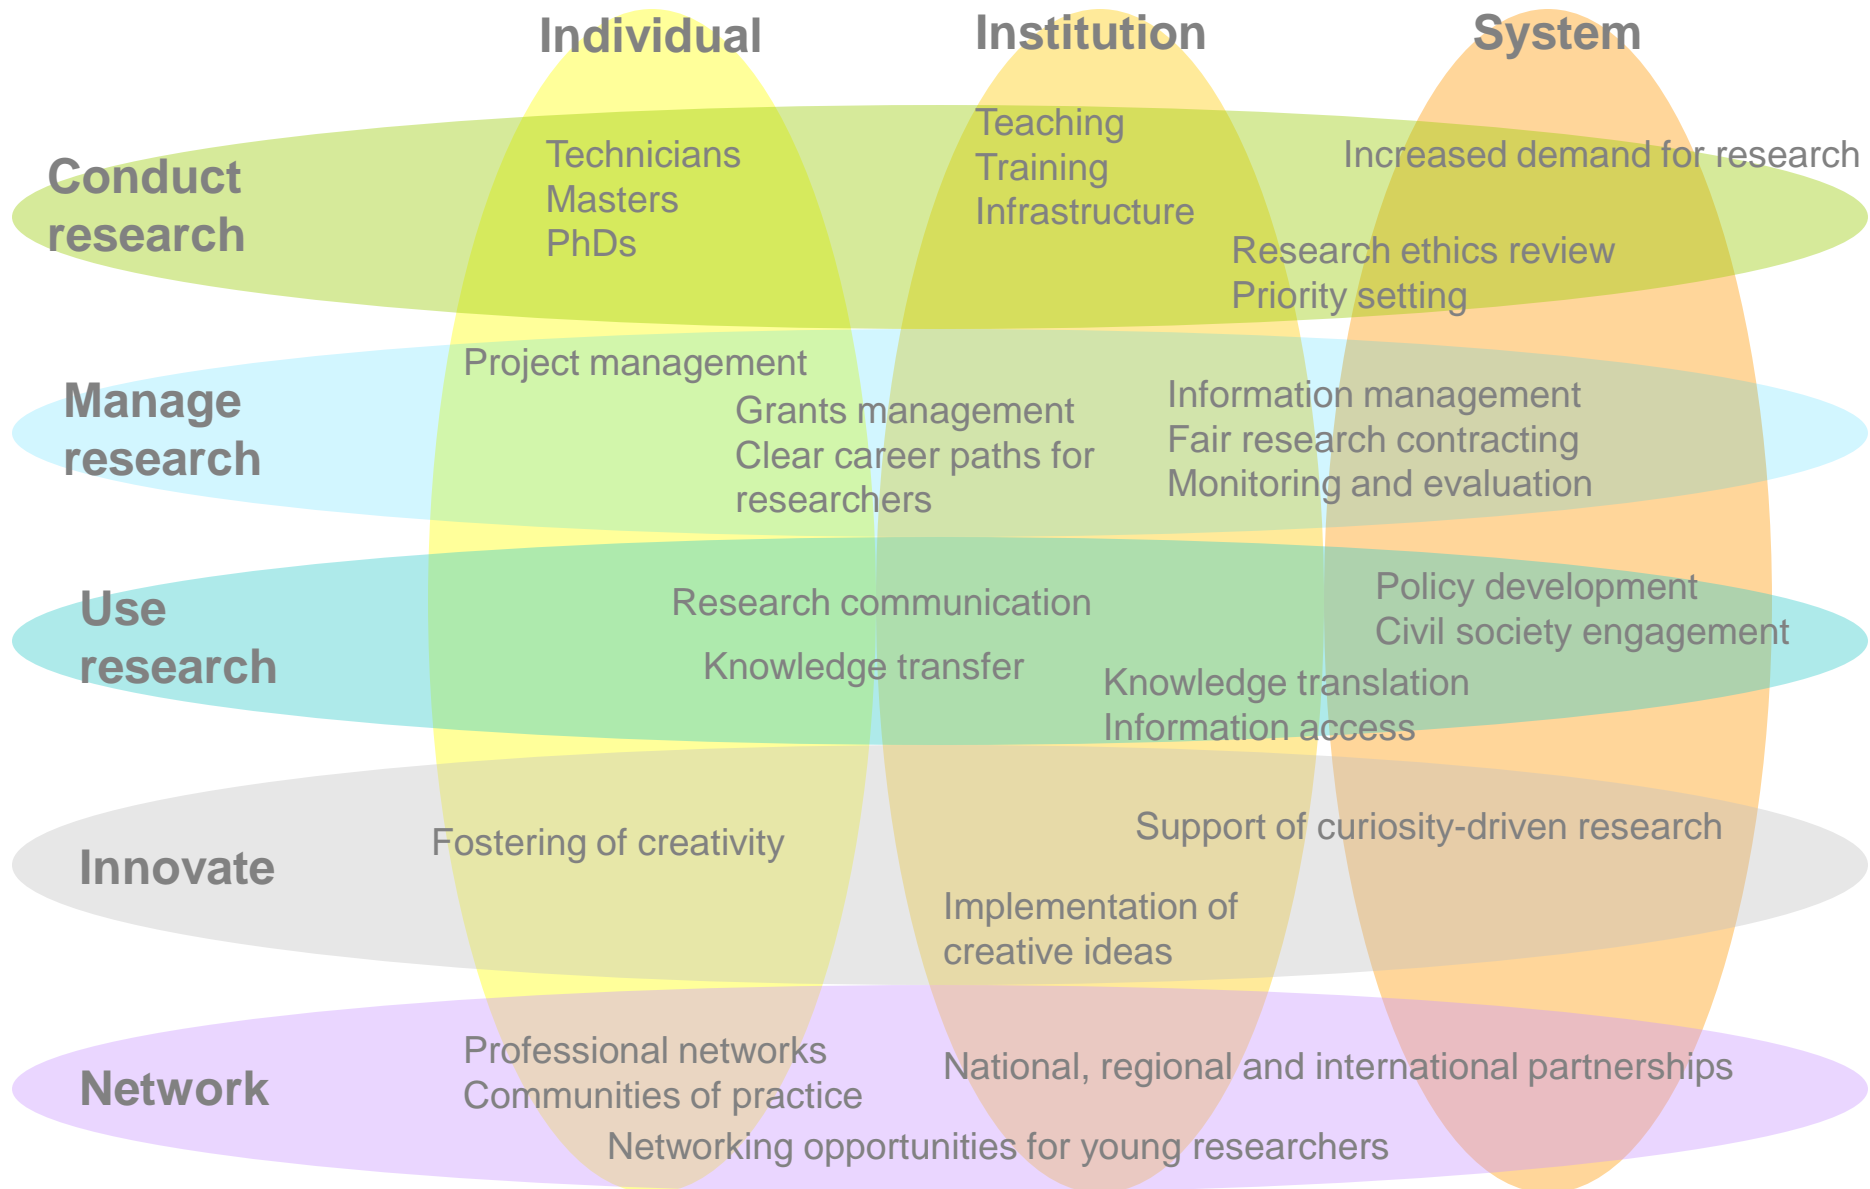 Individual
Institution
System
Conduct
research
Technicians
Masters
PhDs
Teaching
Training
Infrastructure
Increased demand for research
Research ethics review
Priority setting
Manage
research
Project management
Grants management
Clear career paths for
researchers
Information management
Fair research contracting
Monitoring and evaluation
Use
research
Research communication
Knowledge transfer
Policy development
Civil society engagement
Knowledge translation
Information access
Innovate
Fostering of creativity
Support of curiosity-driven research
Implementation of
creative ideas
Network
Professional networks
Communities of practice
National, regional and international partnerships
Networking opportunities for young researchers